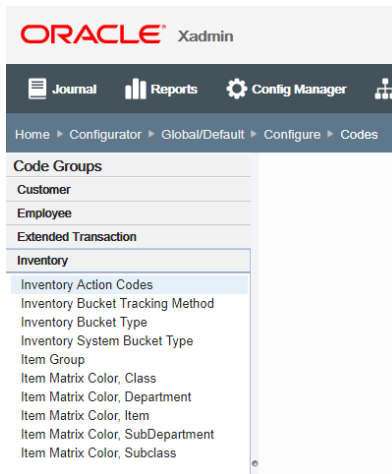 ORACLE® Xadmin
Journal Reports Config Manager
Home ▸ Configurator ▸ Global/Default ▸ Configure ▸ Codes
Code Groups
Customer
Employee
Extended Transaction
Inventory
Inventory Action Codes
Inventory Bucket Tracking Method
Inventory Bucket Type
Inventory System Bucket Type
Item Group
Item Matrix Color, Class
Item Matrix Color, Department
Item Matrix Color, Item
Item Matrix Color, SubDepartment
Item Matrix Color, Subclass